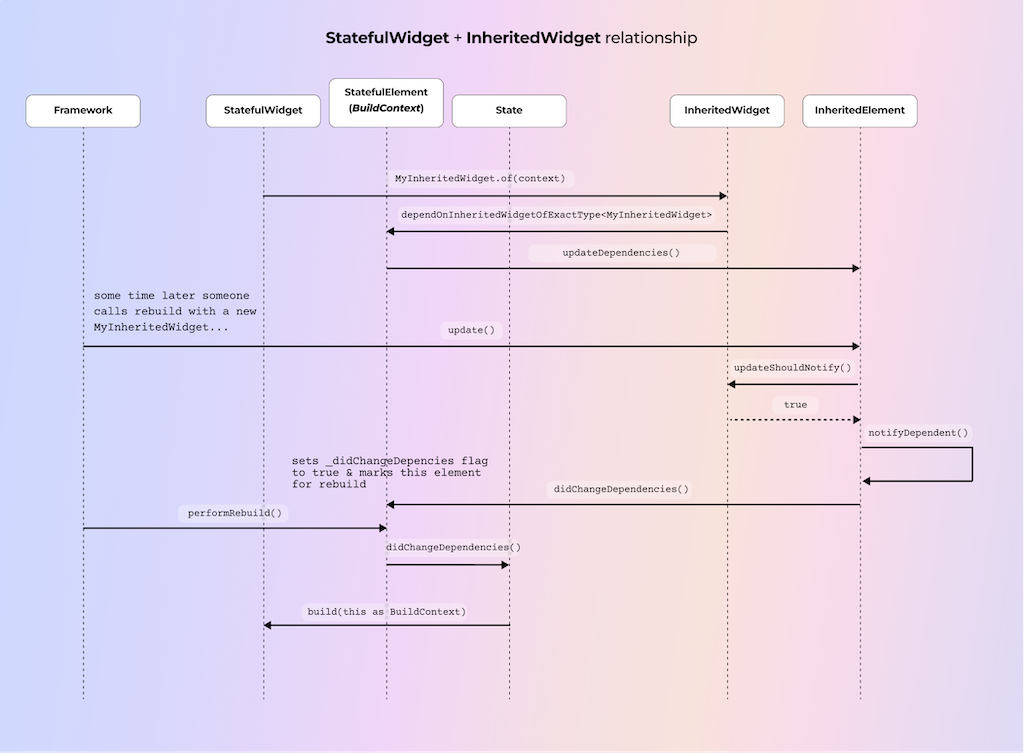 StatefulWidget + InheritedWidget relationship
Framework
StatefulWidget
StatefulElement
(BuildContext)
State
InheritedWidget
InheritedElement
MyInheritedWidget.of(context)
dependOnInheritedWidgetOfExactType<MyInheritedWidget>
updateDependencies()
some time later someone
calls rebuild with a new
MyInheritedWidget...
update()
updateShouldNotify()
true
notifyDependent()
sets _didChangeDepencies flag
to true & marks this element
for rebuild
didChangeDependencies()
performRebuild()
didChangeDependencies()
build(this as BuildContext)